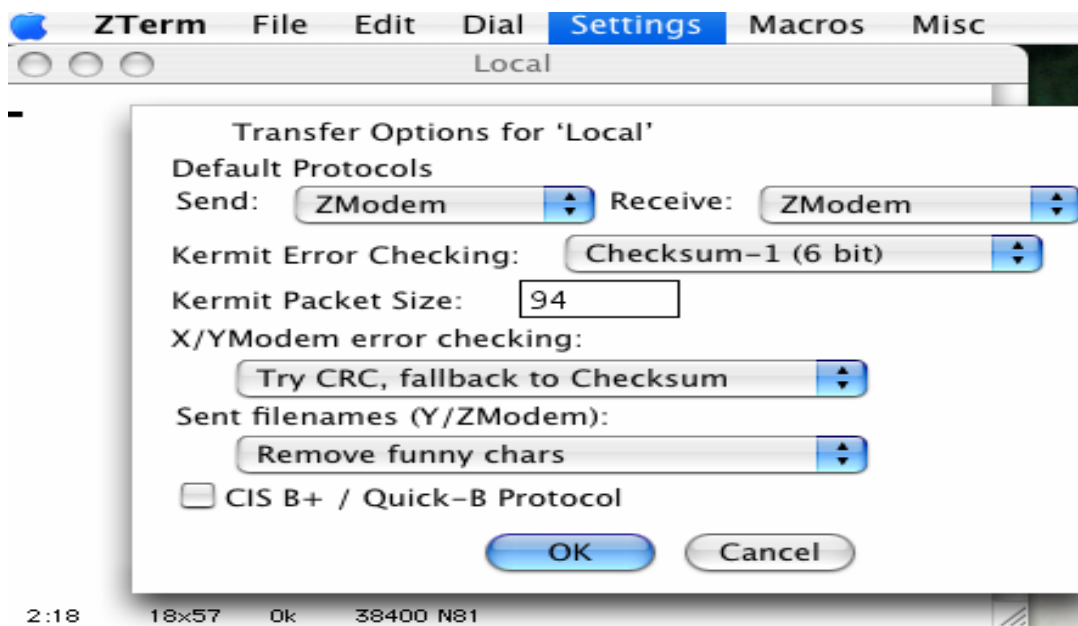 ZTerm File Edit Dial Settings Macros Misc
Local
Transfer Options for ‘Local’
Default Protocols
Send: ZModem Receive: ZModem
Kermit Error Checking: Checksum-1 (6 bit)
Kermit Packet Size: 94
X/YModem error checking:
Try CRC, fallback to Checksum
Sent filenames (Y/ZModem):
Remove funny chars
CIS B+ / Quick-B Protocol
OK Cancel
2:18 18x57 Ok 38400 N81